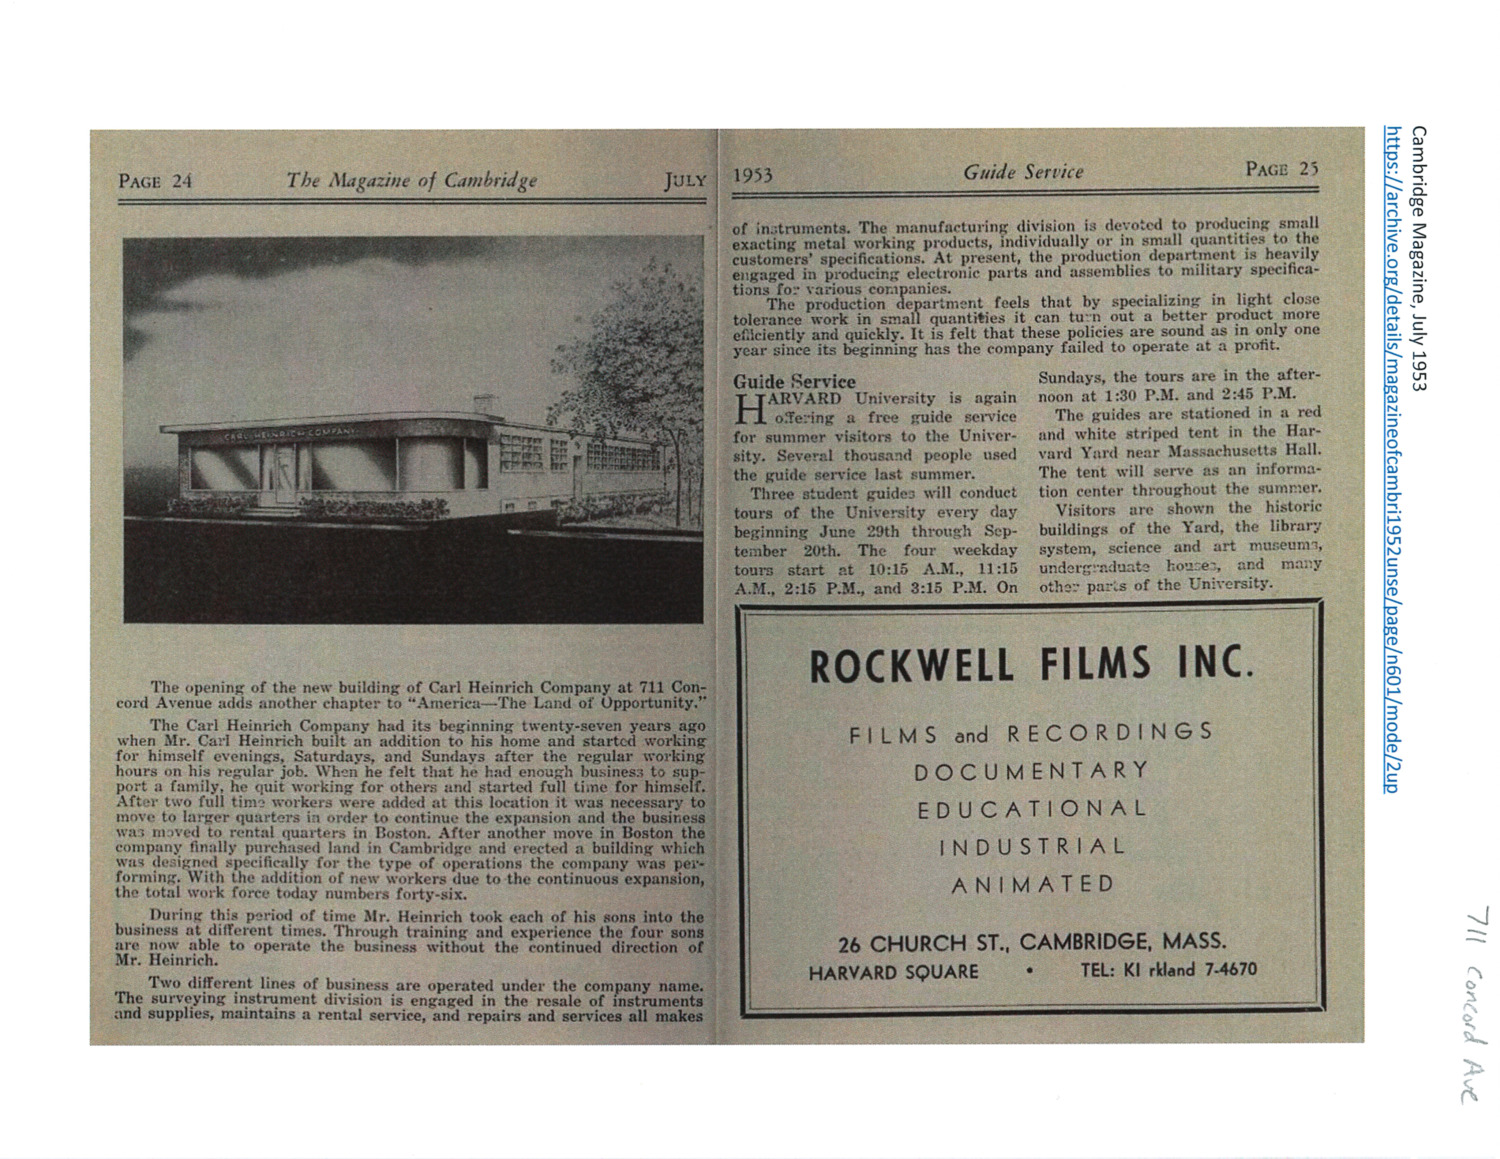 PAGE 24 The Magazine of Cambridge JULY
CARL HEINRICH COMPANY
The opening of the new building of Carl Heinrich Company at 711 Con-
cord Avenue adds another chapter to “America—The Land of Opportunity.”
The Carl Heinrich Company had its beginning twenty-seven years ago
when Mr. Carl Heinrich built an addition to his home and started working
for himself evenings, Saturdays, and Sundays after the regular working
hours on his regular job. When he felt that he had enough business to sup-
port a family, he quit working for others and started full time for himself.
After two full time workers were added at this location it was necessary to
move to larger quarters in order to continue the expansion and the business
was moved to rental quarters in Boston. After another move in Boston the
company finally purchased land in Cambridge and erected a building which
was designed specifically for the type of operations the company was per-
forming. With the addition of new workers due to the continuous expansion,
the total work force today numbers forty-six.
During this period of time Mr. Heinrich took each of his sons into the
business at different times. Through training and experience the four sons
are now able to operate the business without the continued direction of
Mr. Heinrich.
Two different lines of business are operated under the company name.
The surveying instrument division is engaged in the resale of instruments
and supplies, maintains a rental service, and repairs and services all makes
1953 Guide Service PAGE 25
of instruments. The manufacturing division is devoted to producing small
exacting metal working products, individually or in small quantities to the
customers' specifications. At present, the production department is heavily
engaged in producing electronic parts and assemblies to military specifica-
tions for various companies.
The production department feels that by specializing in light close
tolerance work in small quantities it can turn out a better product more
efficiently and quickly. It is felt that these policies are sound as in only one
year since its beginning has the company failed to operate at a profit.
Guide Service
HARVARD University is again
offering a free guide service
for summer visitors to the Univer-
sity. Several thousand people used
the guide service last summer.
Three student guides will conduct
tours of the University every day
beginning June 29th through Sep-
tember 20th. The four weekday
tours start at 10:15 A.M., 11:15
A.M., 2:15 P.M., and 3:15 P.M. On
Sundays, the tours are in the after-
noon at 1:30 P.M. and 2:45 P.M.
The guides are stationed in a red
and white striped tent in the Har-
vard Yard near Massachusetts Hall.
The tent will serve as an informa-
tion center throughout the summer.
Visitors are shown the historic
buildings of the Yard, the library
system, science and art museums,
undergraduate houses, and many
other parts of the University.
ROCKWELL FILMS INC.
FILMS and RECORDINGS
DOCUMENTARY
EDUCATIONAL
INDUSTRIAL
ANIMATED
26 CHURCH ST., CAMBRIDGE, MASS.
HARVARD SQUARE • TEL: KI rkland 7-4670
Cambridge Magazine, July 1953
https://archive.org/details/magazineofcambri1952unse/page/n601/mode/2up
711 Concord Ave